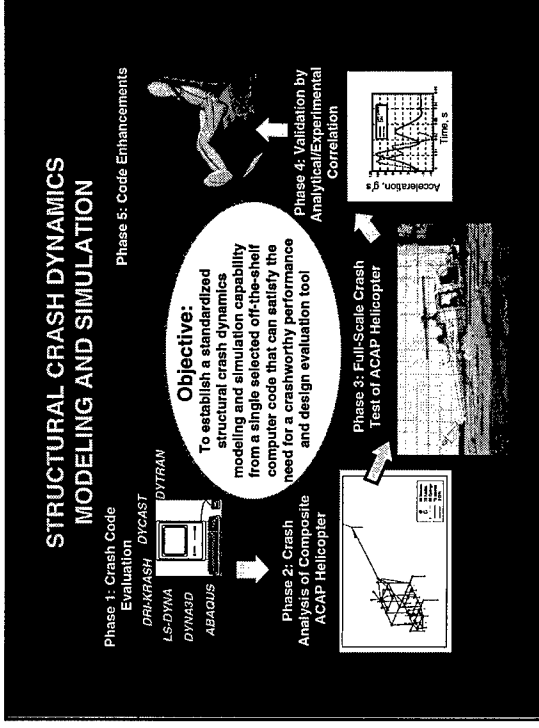 STRUCTURAL CRASH DYNAMICS
MODELING AND SIMULATION
Phase 1: Crash Code
Evaluation
DRI-KRASH DYCAST
LS-DYNA DYTRAN
DYNA3D
ABAQUS
Phase 2: Crash
Analysis of Composite
ACAP Helicopter
Objective:
To establish a standardized
structural crash dynamics
modeling and simulation capability
from a single selected off-the-shelf
computer code that can satisfy the
need for a crashworthy performance
and design evaluation tool
Phase 3: Full-Scale Crash
Test of ACAP Helicopter
Phase 4: Validation by
Analytical/Experimental
Correlation
Acceleration, g's
Time, s
Phase 5: Code Enhancements